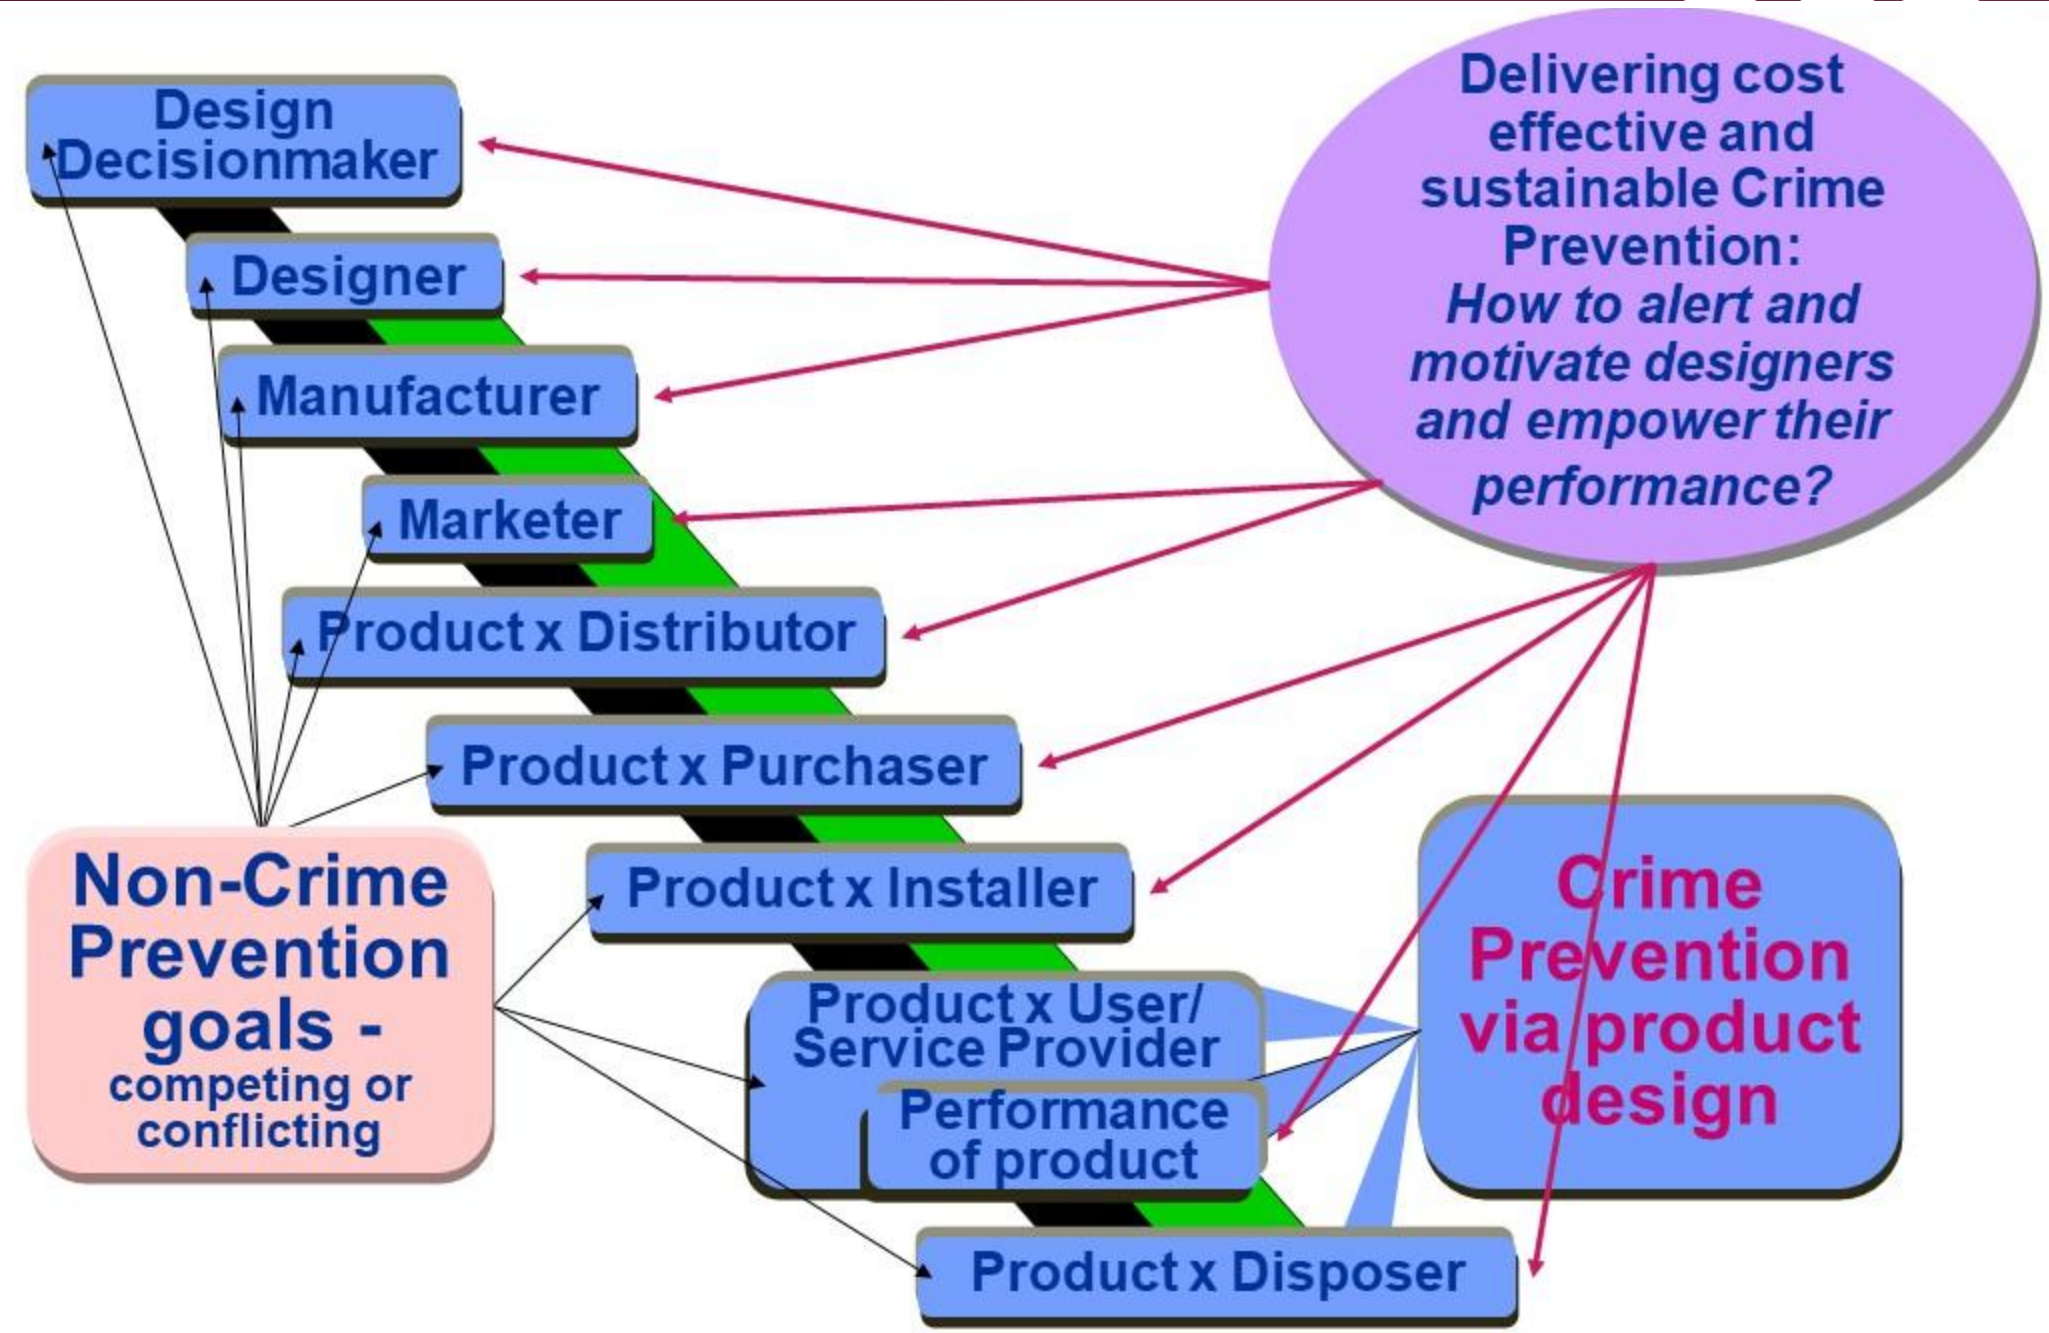 Design
Decisionmaker
Designer
Manufacturer
Marketer
Product x Distributor
Product x Purchaser
Product x Installer
Product x User/
Service Provider
Performance
of product
Product x Disposer
Delivering cost
effective and
sustainable Crime
Prevention:
How to alert and
motivate designers
and empower their
performance?
Non-Crime
Prevention
goals -
competing or
conflicting
Crime
Prevention
via product
design